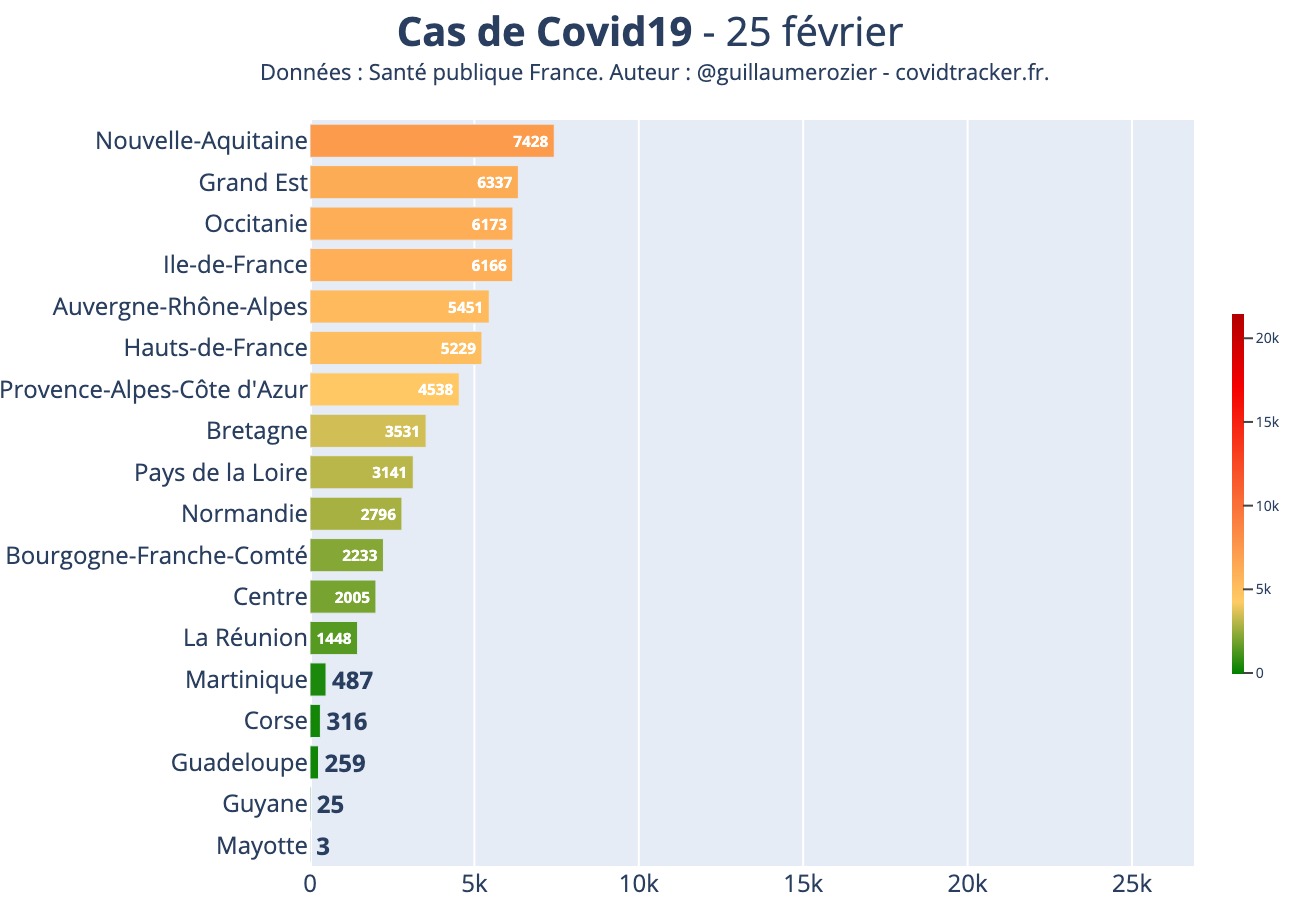 Cas de Covid19 - 25 février
Données : Santé publique France. Auteur : @guillaumerozier - covidtracker.fr.
Nouvelle-Aquitaine 7428
Grand Est 6337
Occitanie 6173
Ile-de-France 6166
Auvergne-Rhône-Alpes 5451
Hauts-de-France 5229
Provence-Alpes-Côte d'Azur 4538
Bretagne 3531
Pays de la Loire 3141
Normandie 2796
Bourgogne-Franche-Comté 2233
Centre 2005
La Réunion 1448
Martinique 487
Corse 316
Guadeloupe 259
Guyane 25
Mayotte 3
0 5k 10k 15k 20k 25k
20k
15k
10k
5k
0